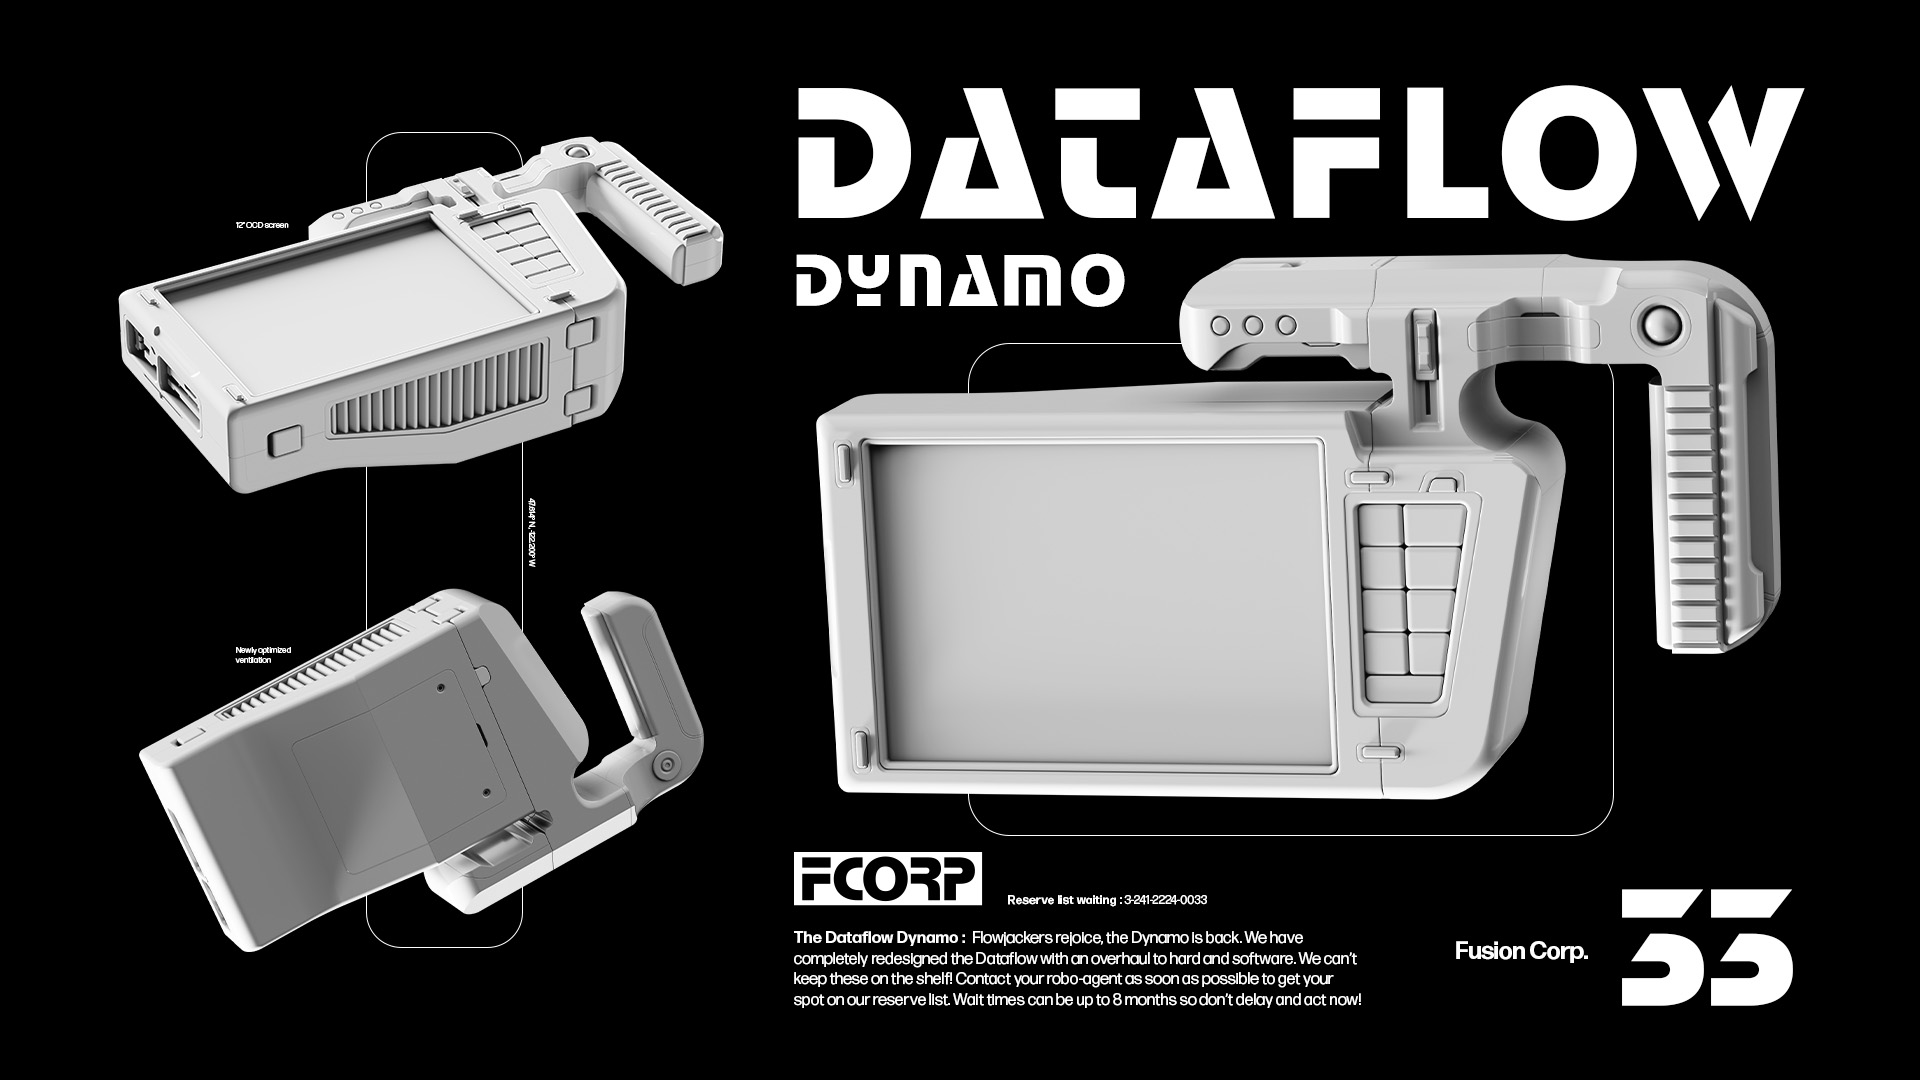 DATAFLOW
DYNAMO
12" OCD screen
Newly optimized
ventilation
FCORP
Reserve list waiting : 3-241-2224-0033
The Dataflow Dynamo : Flowjackers rejoice, the Dynamo is back. We have
completely redesigned the Dataflow with an overhaul to hard and software. We can't
keep these on the shelf! Contact your robo-agent as soon as possible to get your
spot on our reserve list. Wait times can be up to 8 months so don't delay and act now!
Fusion Corp.
33